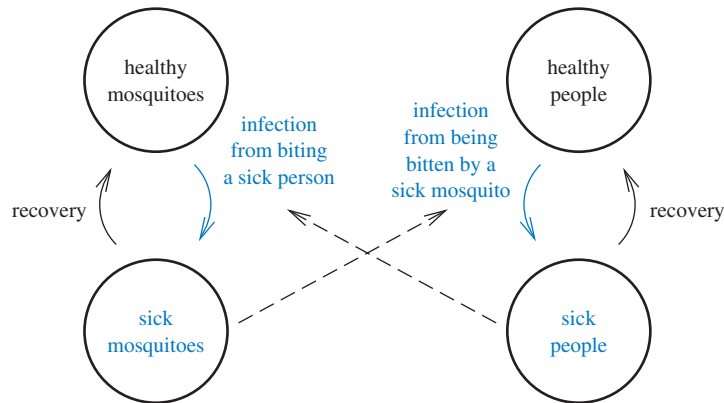 healthy
mosquitoes
healthy
people
infection
from biting
a sick person
infection
from being
bitten by a
sick mosquito
recovery
recovery
sick
mosquitoes
sick
people